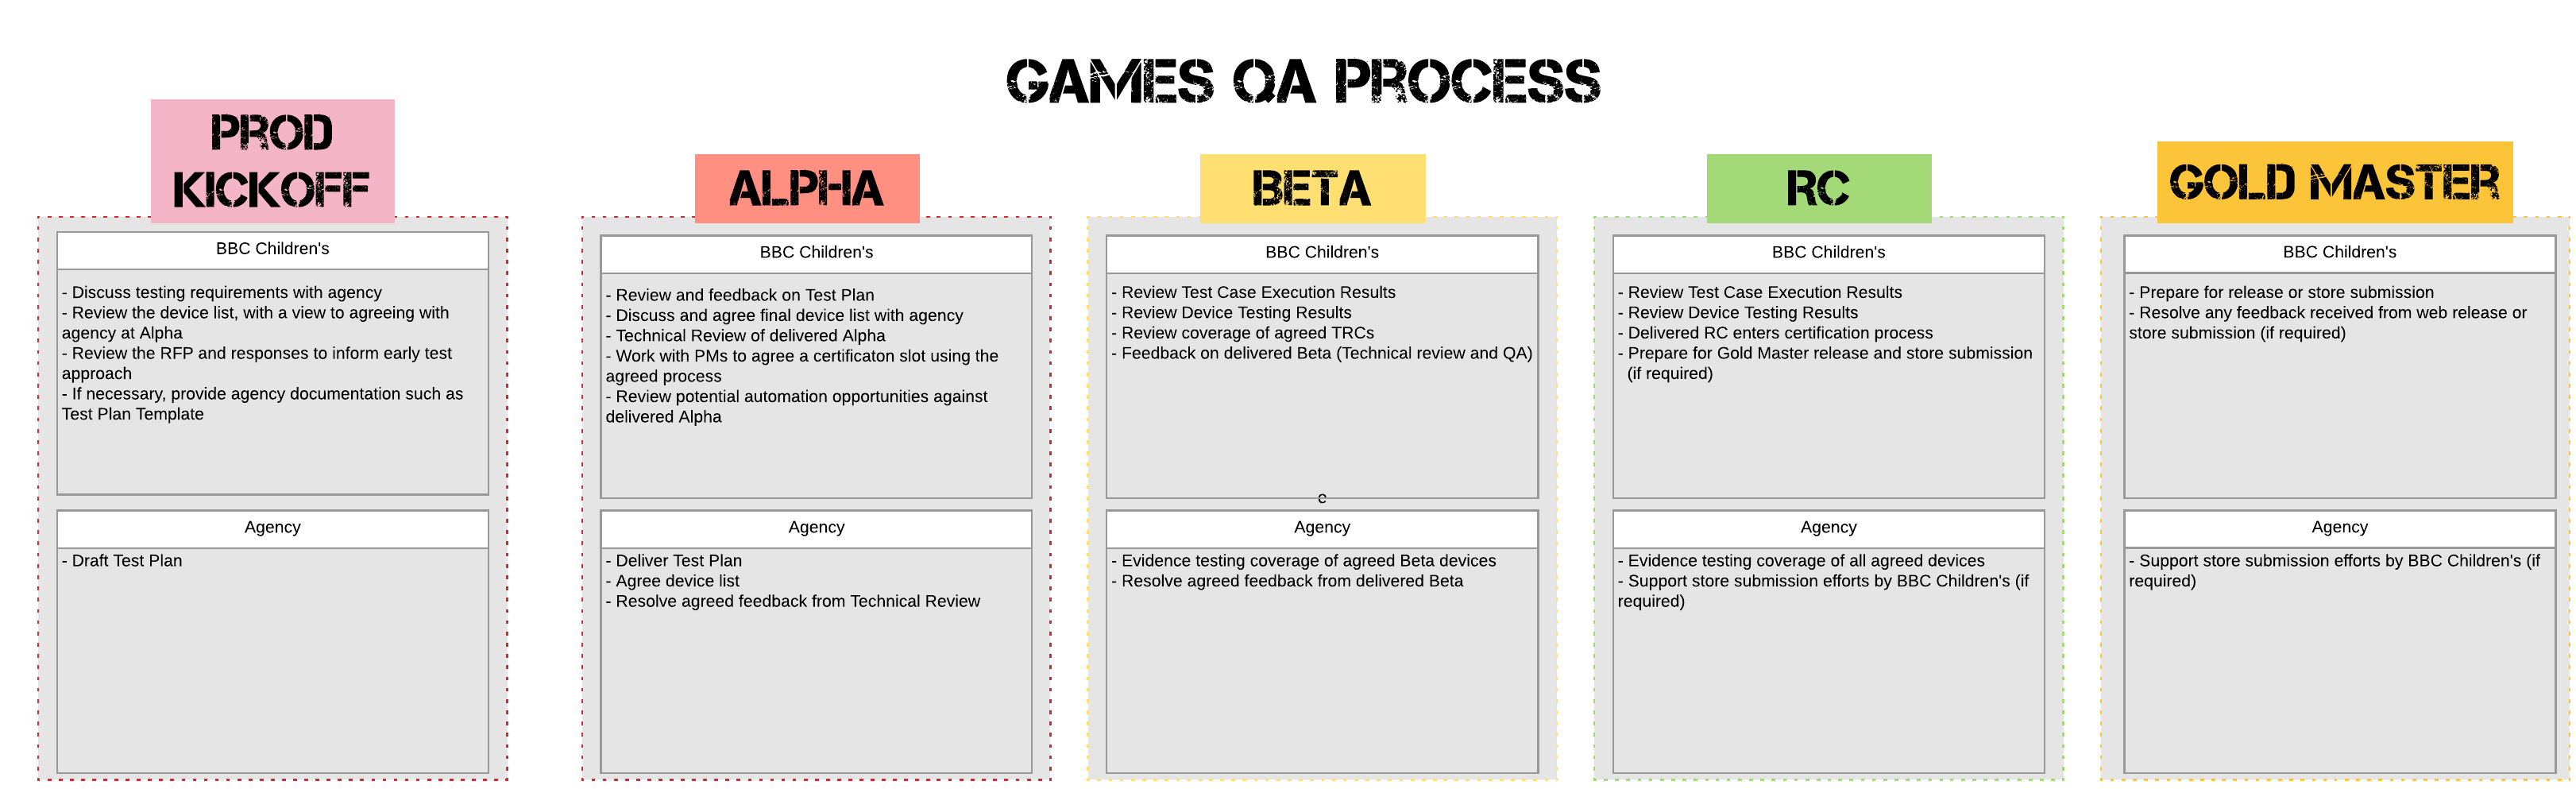 GAMES QA PROCESS
PROD
KICKOFF
BBC Children's
- Discuss testing requirements with agency
- Review the device list, with a view to agreeing with
agency at Alpha
- Review the RFP and responses to inform early test
approach
- If necessary, provide agency documentation such as
Test Plan Template
Agency
- Draft Test Plan
ALPHA
BBC Children's
- Review and feedback on Test Plan
- Discuss and agree final device list with agency
- Technical Review of delivered Alpha
- Work with PMs to agree a certificaton slot using the
agreed process
- Review potential automation opportunities against
delivered Alpha
Agency
- Deliver Test Plan
- Agree device list
- Resolve agreed feedback from Technical Review
BETA
BBC Children's
- Review Test Case Execution Results
- Review Device Testing Results
- Review coverage of agreed TRCs
- Feedback on delivered Beta (Technical review and QA)
e
Agency
- Evidence testing coverage of agreed Beta devices
- Resolve agreed feedback from delivered Beta
RC
BBC Children's
- Review Test Case Execution Results
- Review Device Testing Results
- Delivered RC enters certification process
- Prepare for Gold Master release and store submission
(if required)
Agency
- Evidence testing coverage of all agreed devices
- Support store submission efforts by BBC Children's (if
required)
GOLD MASTER
BBC Children's
- Prepare for release or store submission
- Resolve any feedback received from web release or
store submission (if required)
Agency
- Support store submission efforts by BBC Children's (if
required)